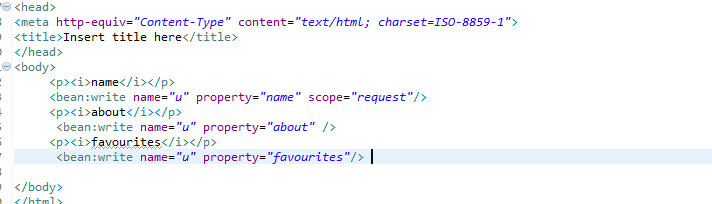 <head>
<meta http-equiv="Content-Type" content="text/html; charset=ISO-8859-1">
<title>Insert title here</title>
</head>
<body>
<p><i>name</i></p>
<bean:write name="u" property="name" scope="request"/>
<p><i>about</i></p>
<bean:write name="u" property="about" />
<p><i>favourites</i></p>
<bean:write name="u" property="favourites"/>
</body>
</html>